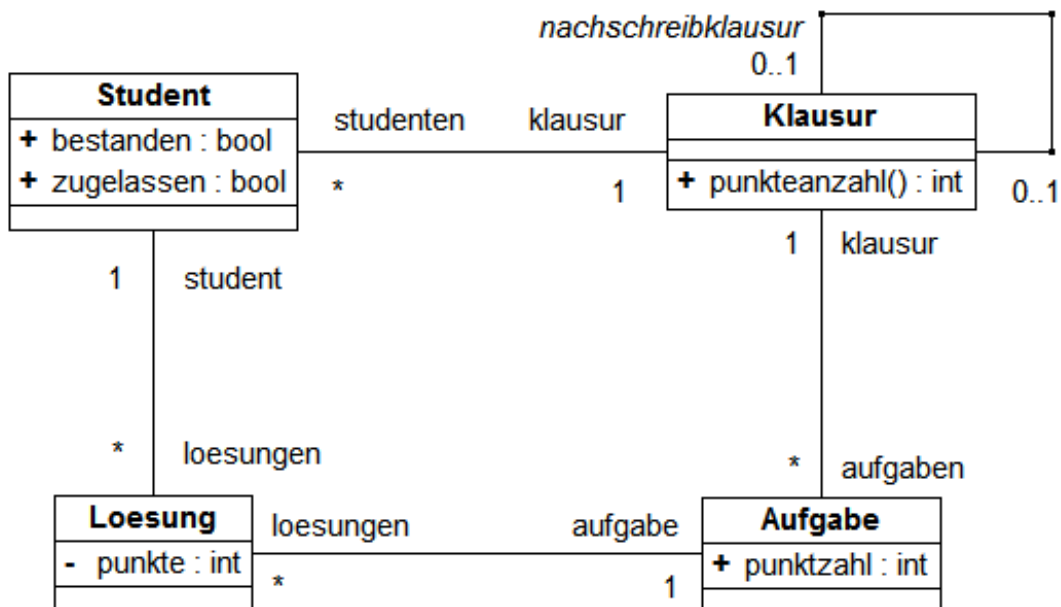 nachschreibklausur
0..1
Student
+ bestanden : bool
+ zugelassen : bool
studenten
klausur
*
1
Klausur
+ punkteanzahl() : int
0..1
1
student
1
klausur
*
loesungen
*
aufgaben
Loesung
- punkte : int
loesungen
aufgabe
*
1
Aufgabe
+ punktzahl : int